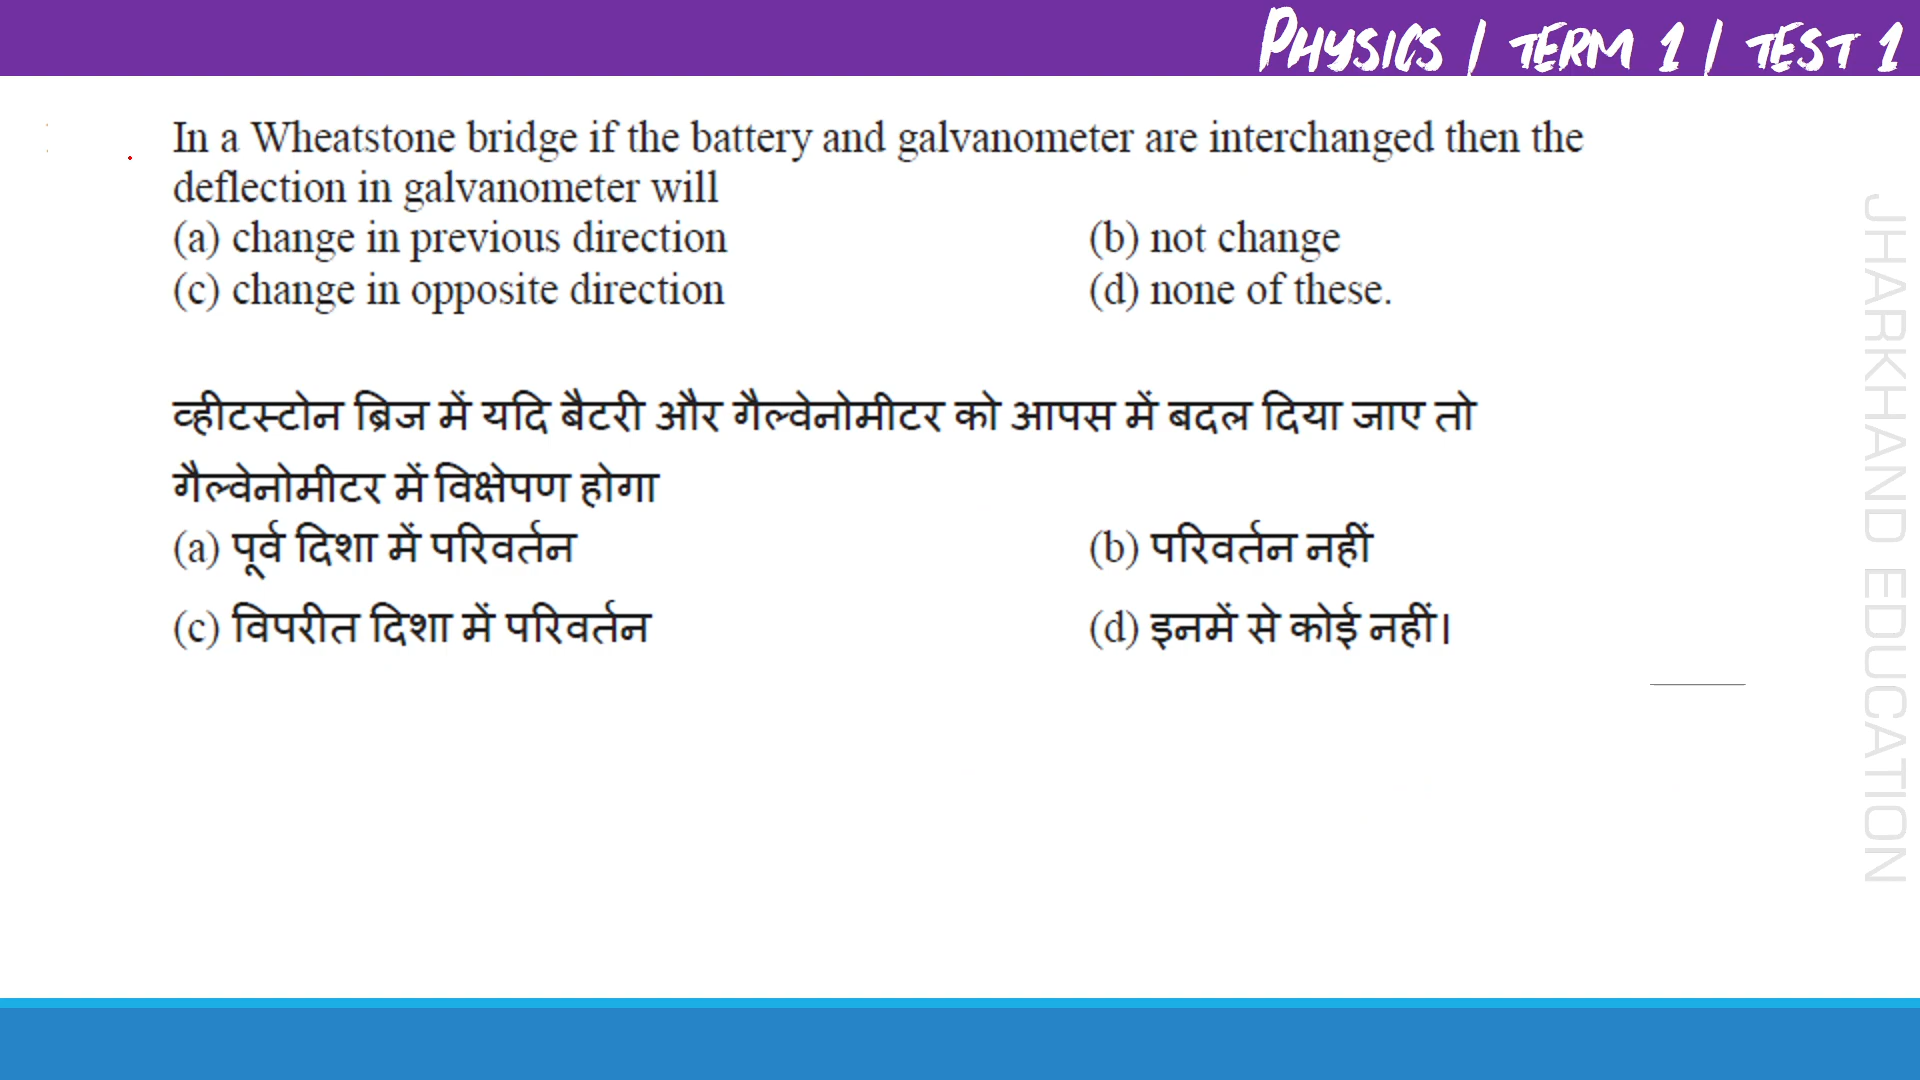 PHYSICS | TERM 1 | TEST 1
In a Wheatstone bridge if the battery and galvanometer are interchanged then the
deflection in galvanometer will
(a) change in previous direction (b) not change
(c) change in opposite direction (d) none of these.
व्हीटस्टोन ब्रिज में यदि बैटरी और गैल्वेनोमीटर को आपस में बदल दिया जाए तो
गैल्वेनोमीटर में विक्षेपण होगा
(a) पूर्व दिशा में परिवर्तन (b) परिवर्तन नहीं
(c) विपरीत दिशा में परिवर्तन (d) इनमें से कोई नहीं।
JHARKHAND EDUCATION